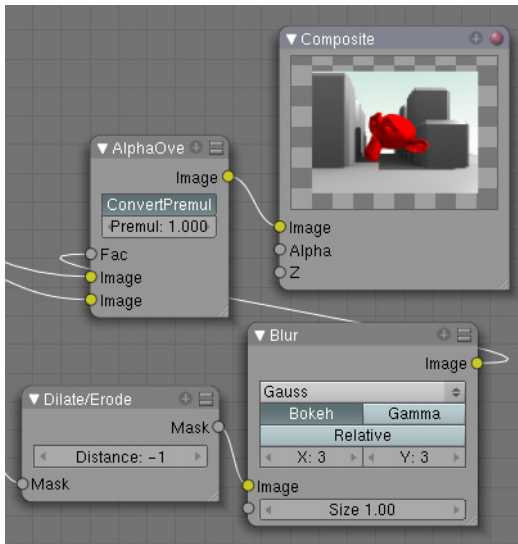 Composite
Image
Alpha
Z
AlphaOve
Image
ConvertPremul
Premul: 1.000
Fac
Image
Image
Blur
Image
Gauss
Bokeh Gamma
Relative
X: 3 Y: 3
Image
Size 1.00
Dilate/Erode
Mask
Distance: -1
Mask